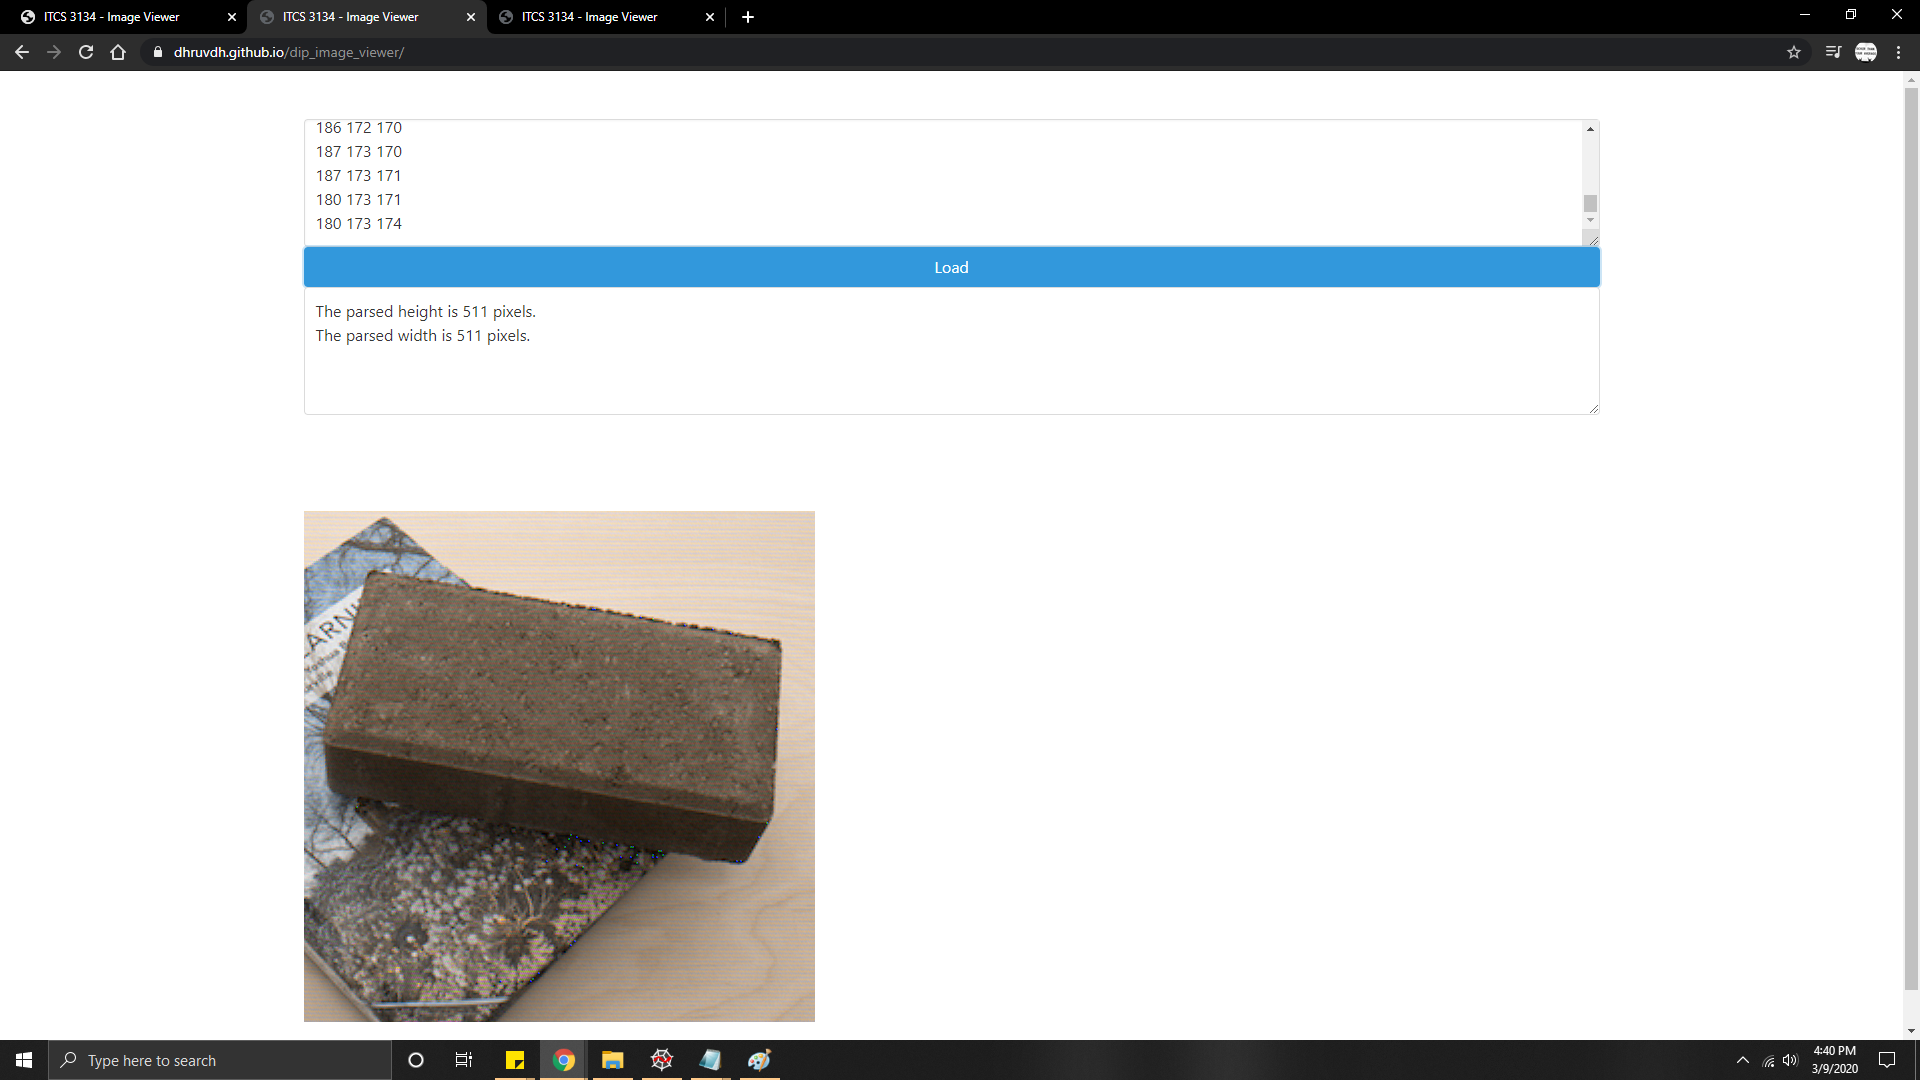 ITCS 3134 - Image Viewer
ITCS 3134 - Image Viewer
ITCS 3134 - Image Viewer
dhruvdh.github.io/dip_image_viewer/
186 172 170
187 173 170
187 173 171
180 173 171
180 173 174
Load
The parsed height is 511 pixels.
The parsed width is 511 pixels.
ARNI
Type here to search
4:40 PM
3/9/2020